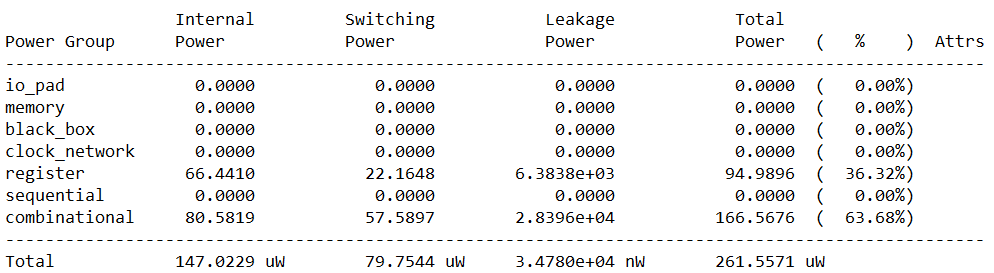 Internal         Switching           Leakage            Total
Power Group      Power            Power               Power              Power   (   %    )  Attrs
--------------------------------------------------------------------------------------------------
io_pad             0.0000            0.0000            0.0000            0.0000  (   0.00%)
memory             0.0000            0.0000            0.0000            0.0000  (   0.00%)
black_box          0.0000            0.0000            0.0000            0.0000  (   0.00%)
clock_network      0.0000            0.0000            0.0000            0.0000  (   0.00%)
register          66.4410           22.1648        6.3838e+03           94.9896  (  36.32%)
sequential         0.0000            0.0000            0.0000            0.0000  (   0.00%)
combinational     80.5819           57.5897        2.8396e+04          166.5676  (  63.68%)
--------------------------------------------------------------------------------------------------
Total            147.0229 uW        79.7544 uW     3.4780e+04 nW       261.5571 uW